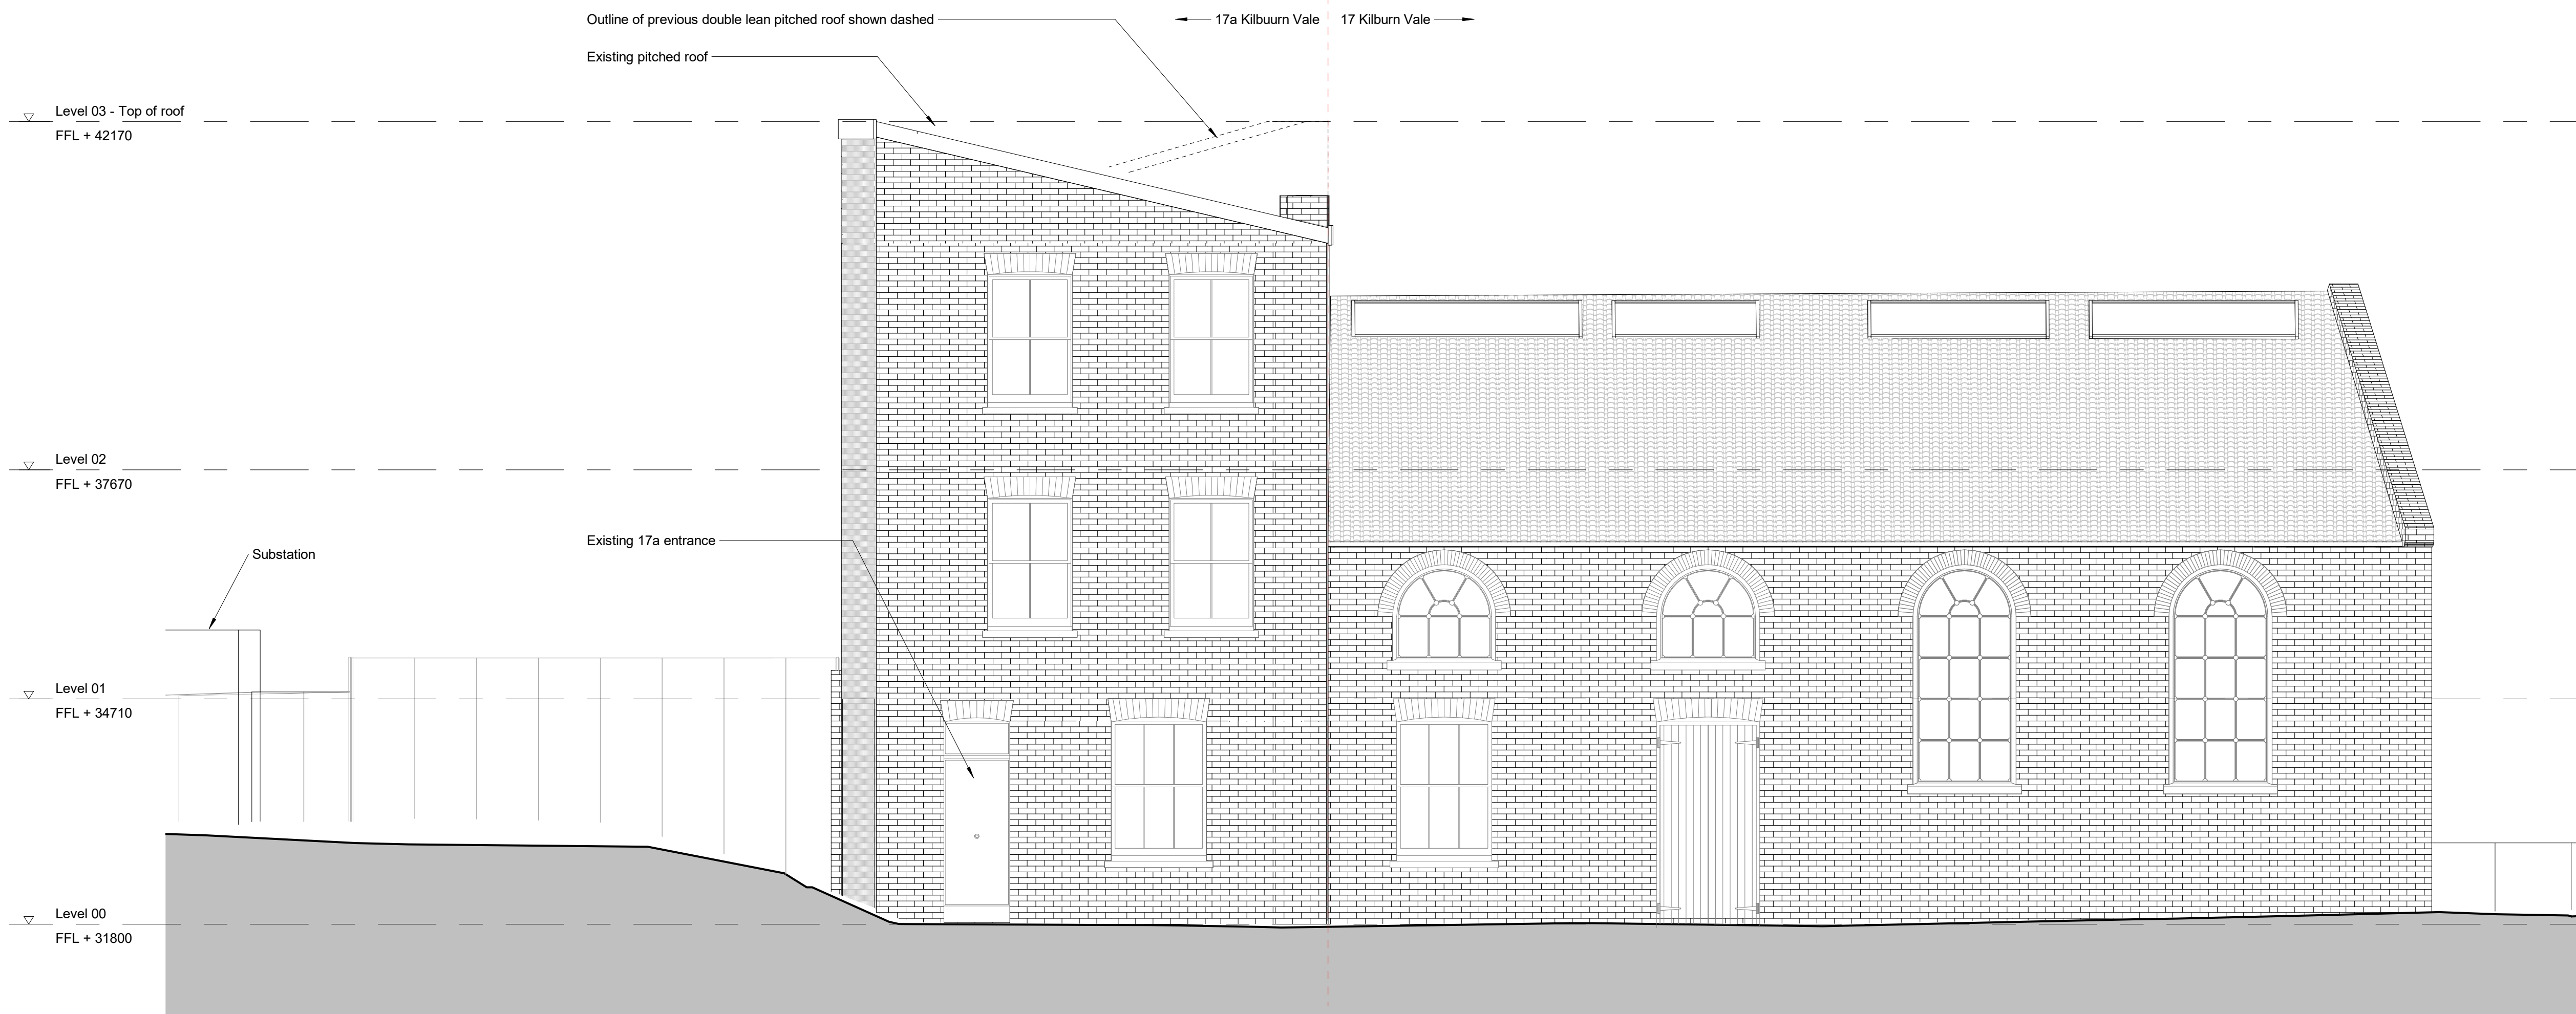 Outline of previous double lean pitched roof shown dashed
17a Kilbuurn Vale
17 Kilburn Vale
Existing pitched roof
Level 03 - Top of roof
FFL + 42170
Level 02
FFL + 37670
Existing 17a entrance
Substation
Level 01
FFL + 34710
Level 00
FFL + 31800